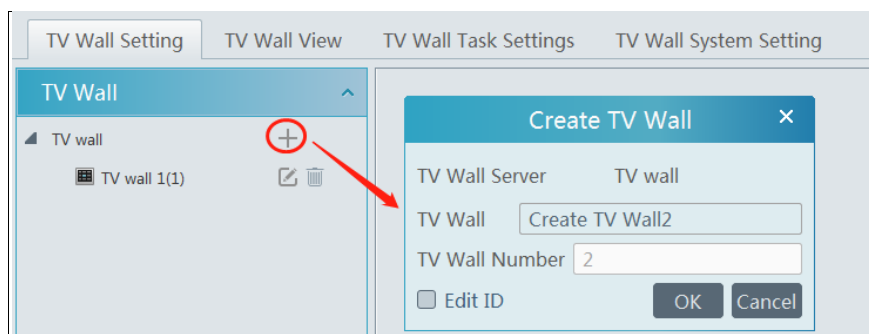 TV Wall Setting TV Wall View TV Wall Task Settings TV Wall System Setting
TV Wall
TV wall
TV wall 1(1)
Create TV Wall
TV Wall Server TV wall
TV Wall Create TV Wall2
TV Wall Number 2
Edit ID OK Cancel